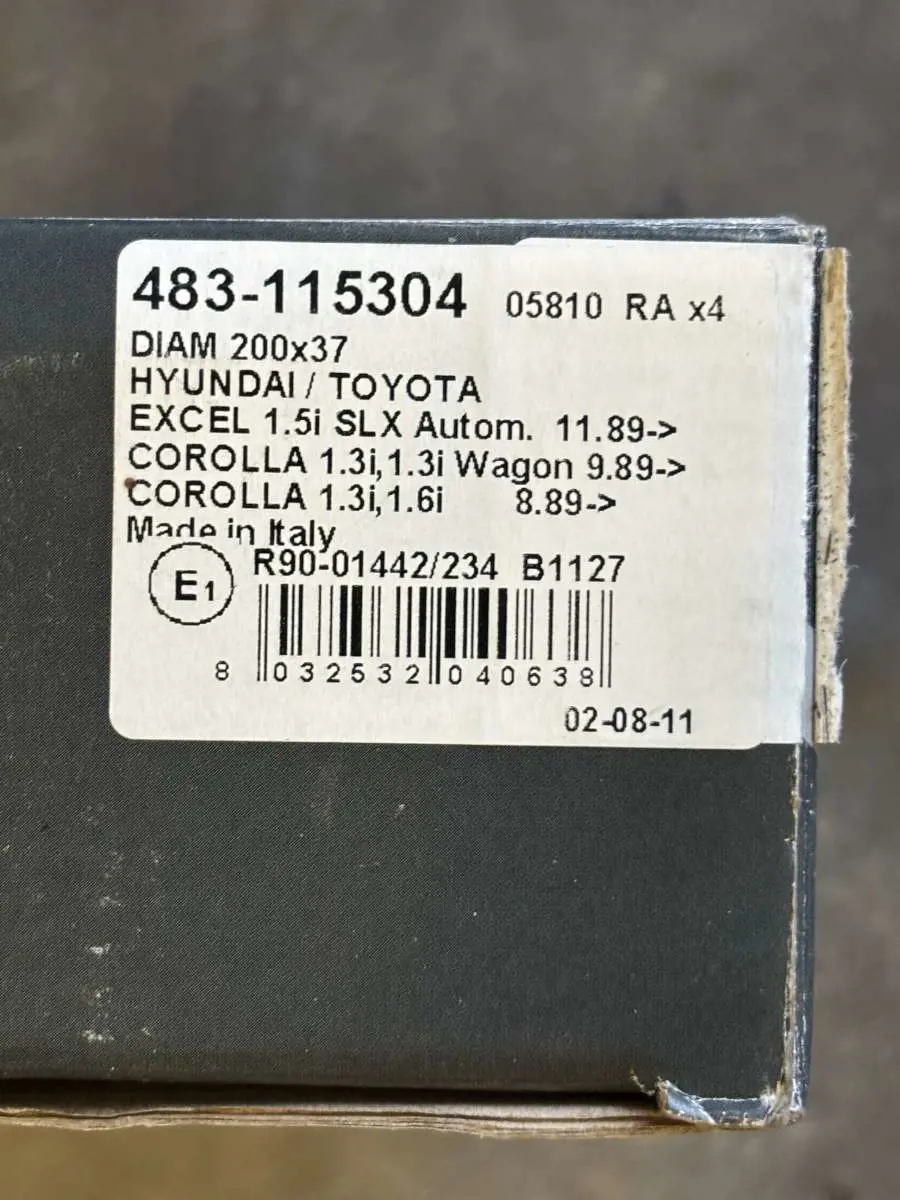 483-115304 05810 RA x4
DIAM 200x37
HYUNDAI / TOYOTA
EXCEL 1.5i SLX Autom. 11.89->
COROLLA 1.3i,1.3i Wagon 9.89->
COROLLA 1.3i,1.6i 8.89->
Made in Italy
E1 R90-01442/234 B1127
8 032532 040638
02-08-11